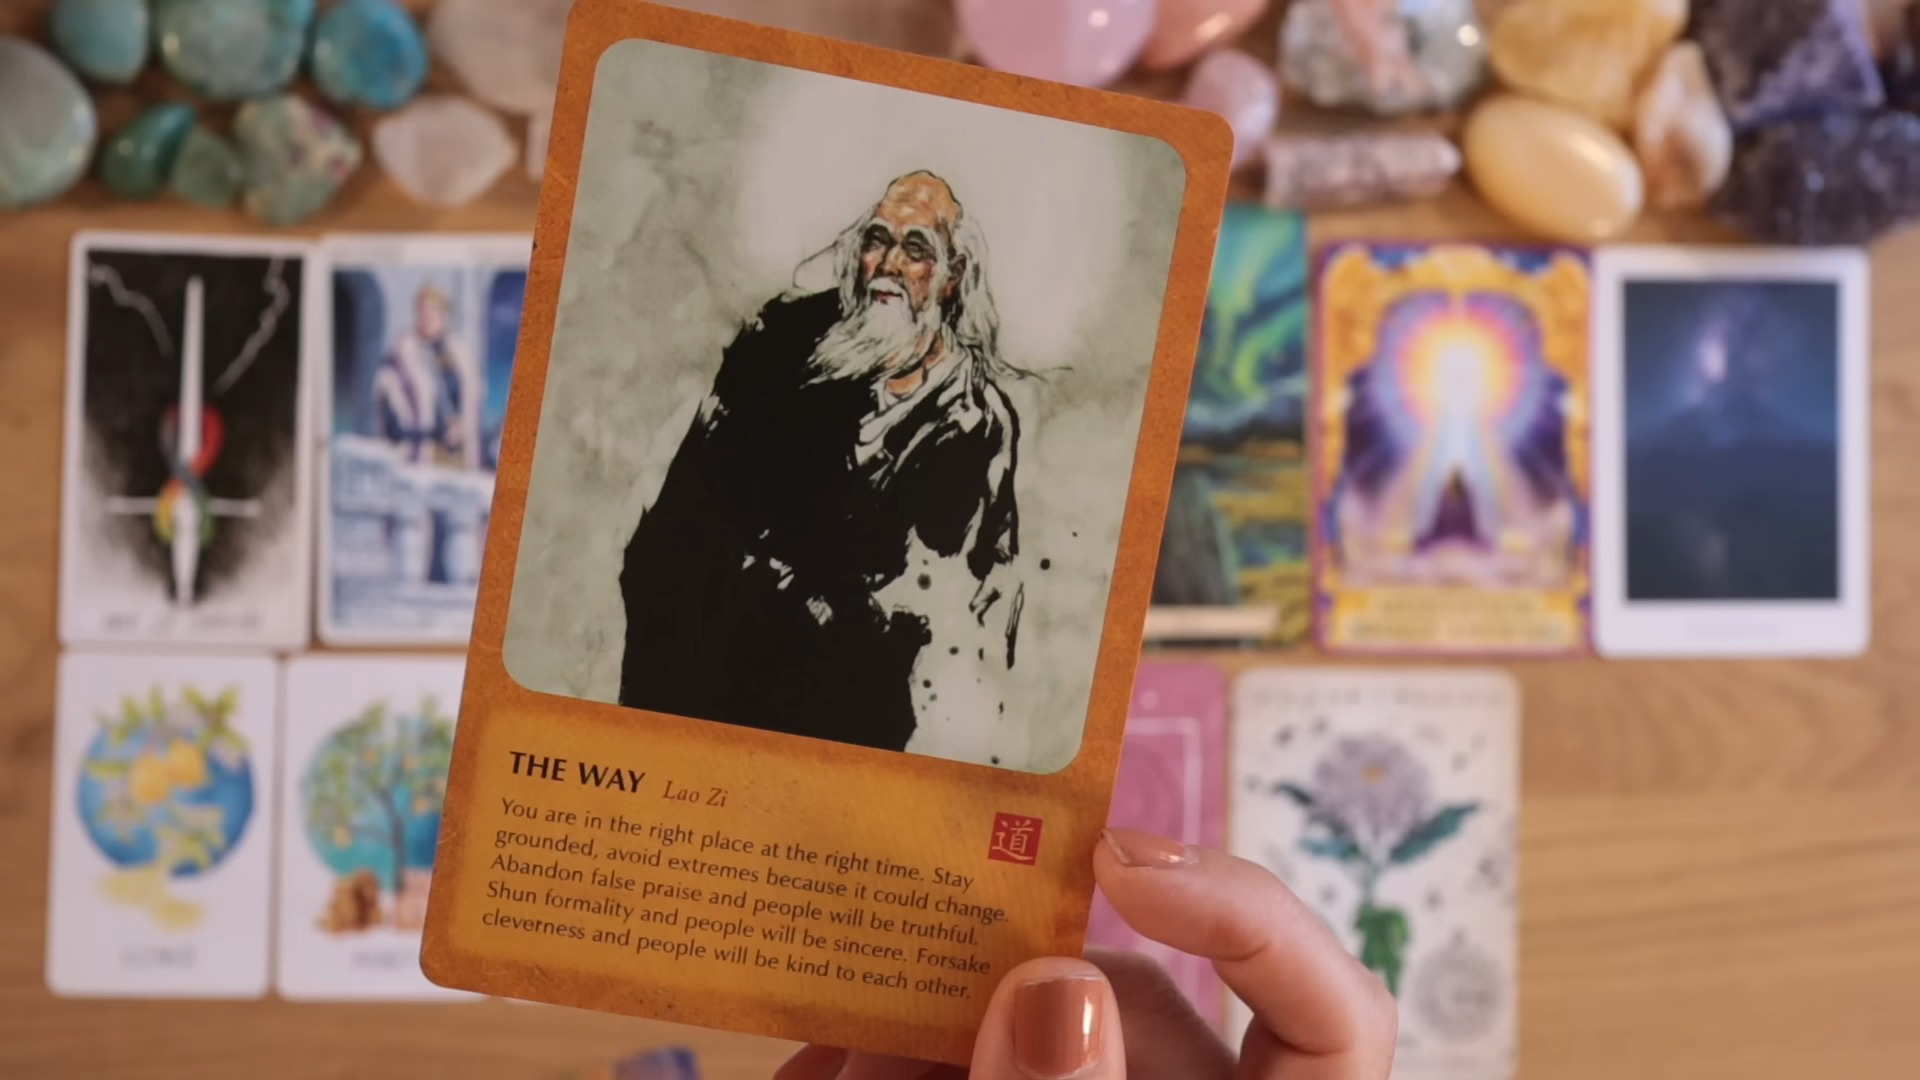 THE WAY Lao Zi
道
You are in the right place at the right time. Stay
grounded, avoid extremes because it could change.
Abandon false praise and people will be truthful.
Shun formality and people will be sincere. Forsake
cleverness and people will be kind to each other.